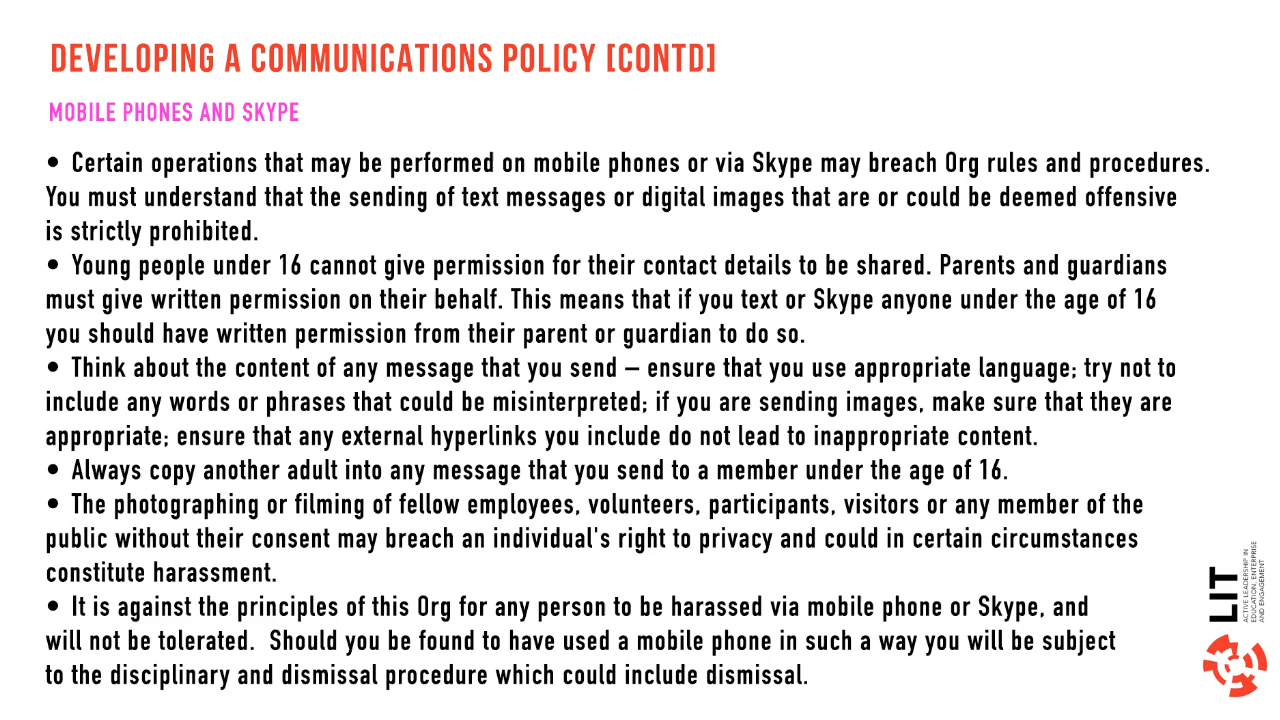 DEVELOPING A COMMUNICATIONS POLICY [CONTD]
MOBILE PHONES AND SKYPE
• Certain operations that may be performed on mobile phones or via Skype may breach Org rules and procedures.
You must understand that the sending of text messages or digital images that are or could be deemed offensive
is strictly prohibited.
• Young people under 16 cannot give permission for their contact details to be shared. Parents and guardians
must give written permission on their behalf. This means that if you text or Skype anyone under the age of 16
you should have written permission from their parent or guardian to do so.
• Think about the content of any message that you send – ensure that you use appropriate language; try not to
include any words or phrases that could be misinterpreted; if you are sending images, make sure that they are
appropriate; ensure that any external hyperlinks you include do not lead to inappropriate content.
• Always copy another adult into any message that you send to a member under the age of 16.
• The photographing or filming of fellow employees, volunteers, participants, visitors or any member of the
public without their consent may breach an individual's right to privacy and could in certain circumstances
constitute harassment.
• It is against the principles of this Org for any person to be harassed via mobile phone or Skype, and
will not be tolerated.  Should you be found to have used a mobile phone in such a way you will be subject
to the disciplinary and dismissal procedure which could include dismissal.
LIT
ACTIVE LEADERSHIP IN
EDUCATION, ENTERPRISE
AND ENGAGEMENT